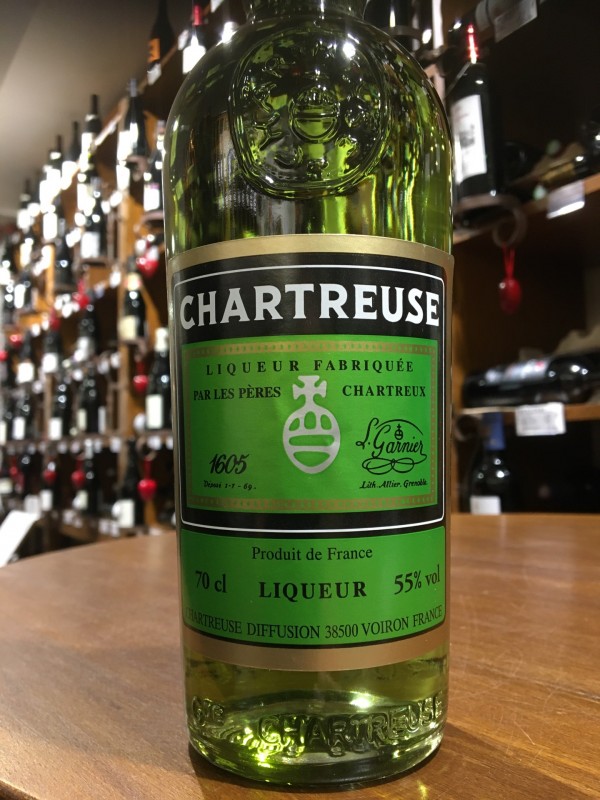 CHARTREUSE
LIQUEUR FABRIQUÉE
PAR LES PÈRES CHARTREUX
1605
L. Garnier
Lith. Allier. Grenoble
Produit de France
70 cl LIQUEUR 55% vol
CHARTREUSE DIFFUSION 38500 VOIRON FRANCE
Cie CHARTREUSE